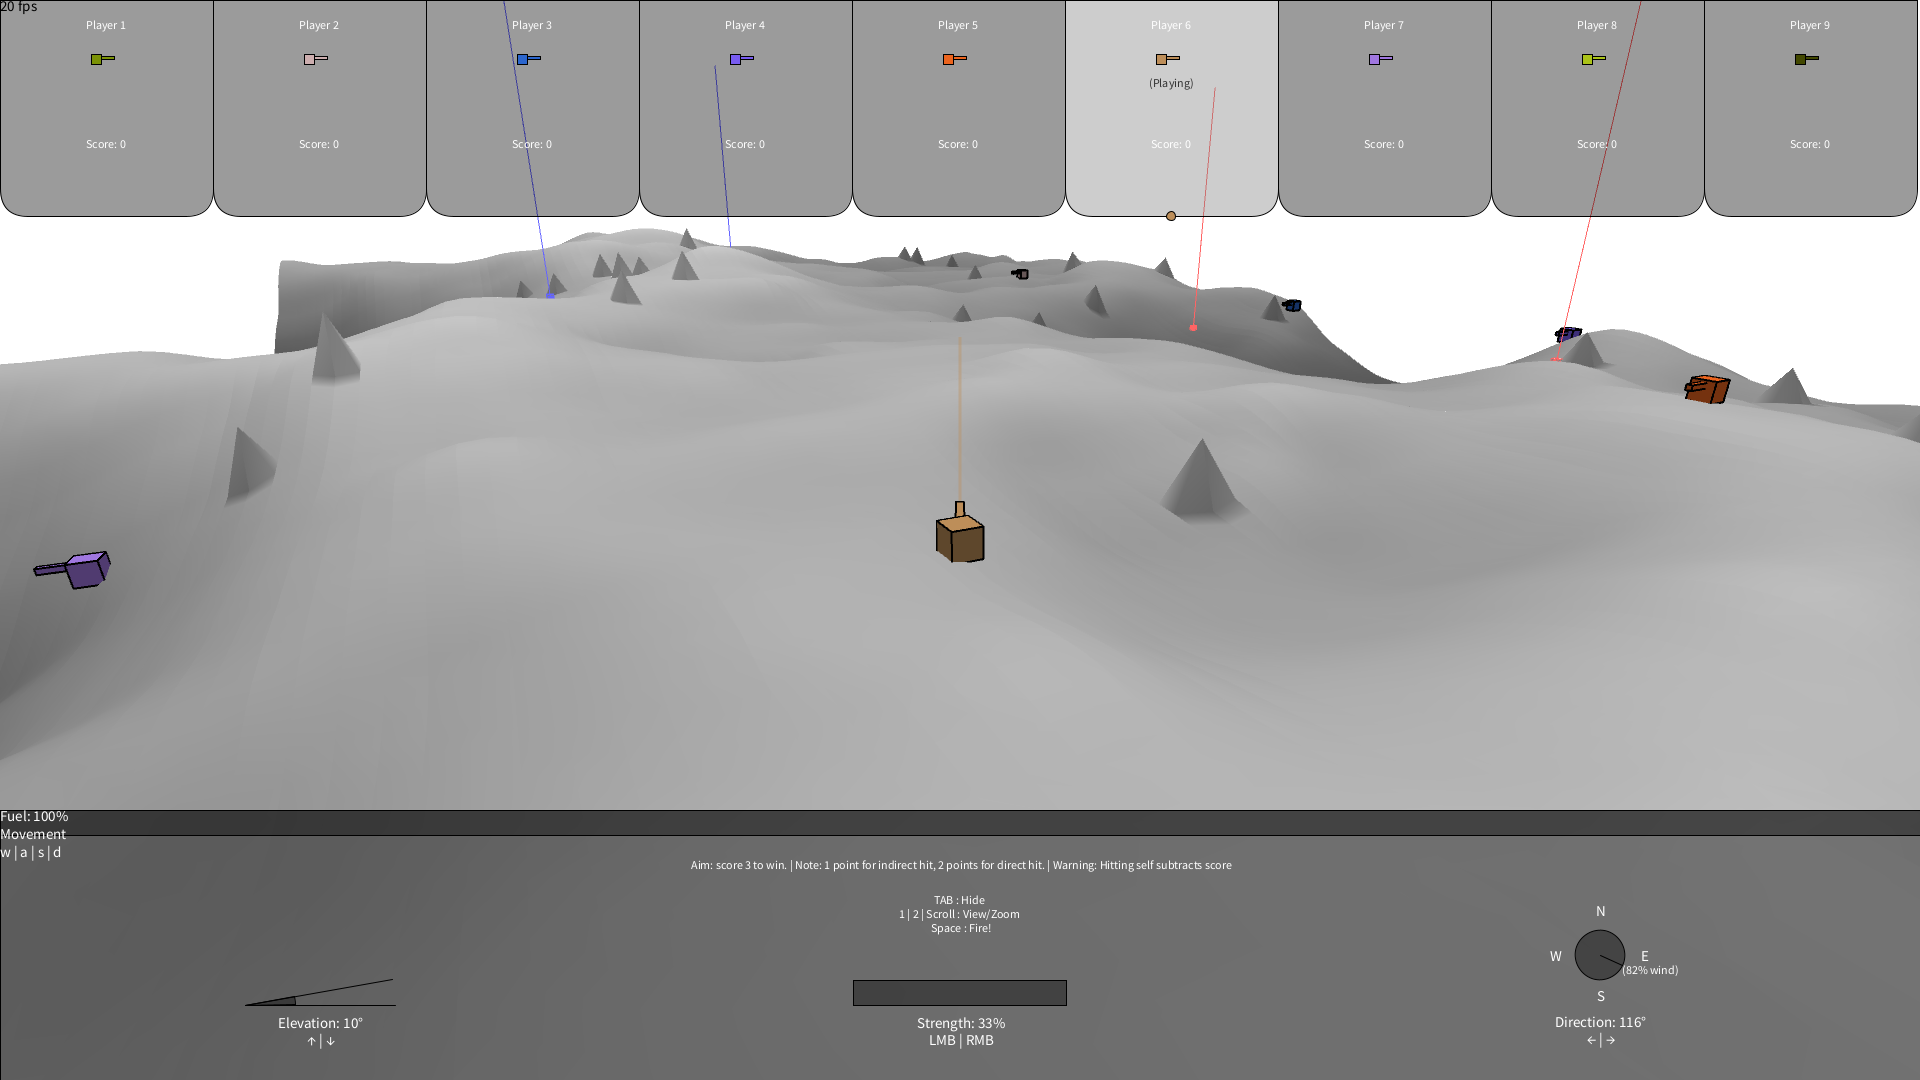 20 fps
Player 1
Player 2
Player 3
Player 4
Player 5
Player 6
Player 7
Player 8
Player 9
(Playing)
Score: 0
Score: 0
Score: 0
Score: 0
Score: 0
Score: 0
Score: 0
Score: 0
Score: 0
Fuel: 100%
Movement
w | a | s | d
Aim: score 3 to win. | Note: 1 point for indirect hit, 2 points for direct hit. | Warning: Hitting self subtracts score
TAB : Hide
1 | 2 | Scroll : View/Zoom
Space : Fire!
N
W
E
(82% wind)
S
Elevation: 10°
↑ | ↓
Strength: 33%
LMB | RMB
Direction: 116°
← | →